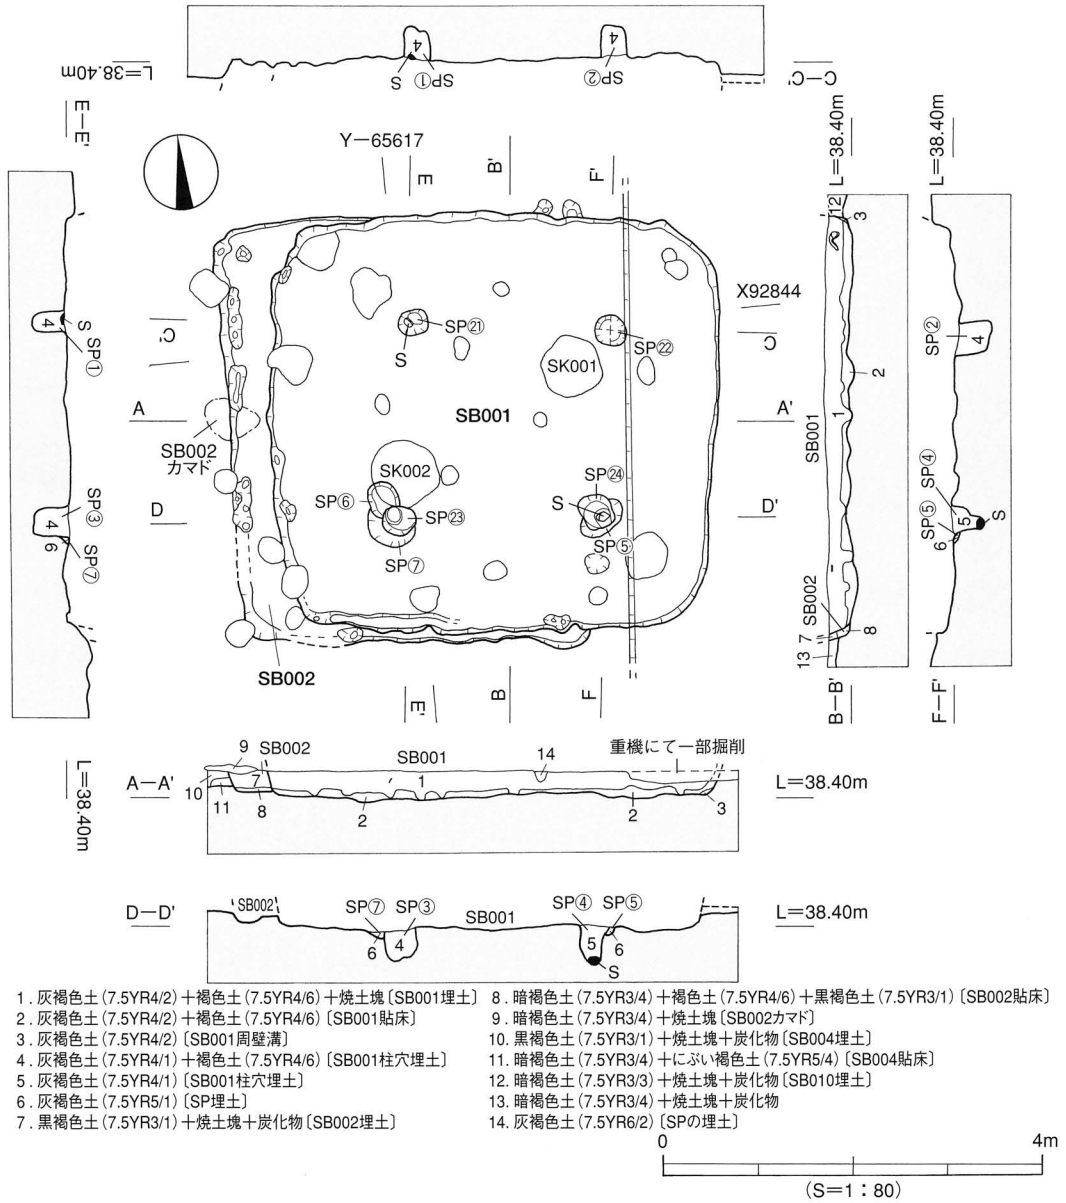 4
4
S
SP①
SP②
L=38.40m
C—C'
E—E'
L=38.40m
L=38.40m
Y—65617
E
B'
F'
12
3
X92844
4
S
SP①
C'
SP㉑
S
SP㉒
C
SK001
SP②
4
2
A
SB001
A'
1
SB001
SB002
カマド
SK002
SP㉔
SP③
4
SP⑥
S
SP④
D
SP㉓
D'
SP⑤
5
S
6
SP⑦
SP⑤
SP⑦
6
SB002
SB002
7
8
13
E'
B
F
B—B'
F—F'
L=38.40m
9
SB002
SB001
14
重機にて一部掘削
A—A'
7
1
L=38.40m
10
11
8
2
2
3
D—D'
SB002
SP⑦
SP③
SB001
SP④
SP⑤
L=38.40m
6
4
5
6
S
1. 灰褐色土(7.5YR4/2)+褐色土(7.5YR4/6)+焼土塊〔SB001埋土〕
2. 灰褐色土(7.5YR4/2)+褐色土(7.5YR4/6)〔SB001貼床〕
3. 灰褐色土(7.5YR4/2)〔SB001周壁溝〕
4. 灰褐色土(7.5YR4/1)+褐色土(7.5YR4/6)〔SB001柱穴埋土〕
5. 灰褐色土(7.5YR4/1)〔SB001柱穴埋土〕
6. 灰褐色土(7.5YR5/1)〔SP埋土〕
7. 黒褐色土(7.5YR3/1)+焼土塊+炭化物〔SB002埋土〕
8. 暗褐色土(7.5YR3/4)+褐色土(7.5YR4/6)+黒褐色土(7.5YR3/1)〔SB002貼床〕
9. 暗褐色土(7.5YR3/4)+焼土塊〔SB002カマド〕
10. 黒褐色土(7.5YR3/1)+焼土塊+炭化物〔SB004埋土〕
11. 暗褐色土(7.5YR3/4)+にぶい褐色土(7.5YR5/4)〔SB004貼床〕
12. 暗褐色土(7.5YR3/3)+焼土塊+炭化物〔SB010埋土〕
13. 暗褐色土(7.5YR3/4)+焼土塊+炭化物
14. 灰褐色土(7.5YR6/2)〔SPの埋土〕
0
4m
(S=1:80)